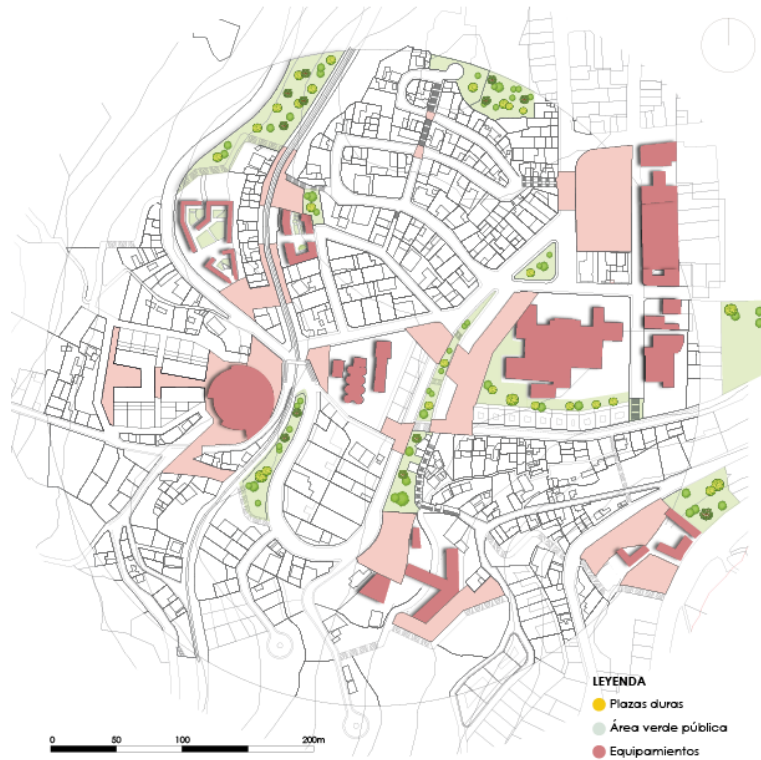 LEYENDA
Plazas duras
Área verde pública
Equipamientos
0 50 100 200m